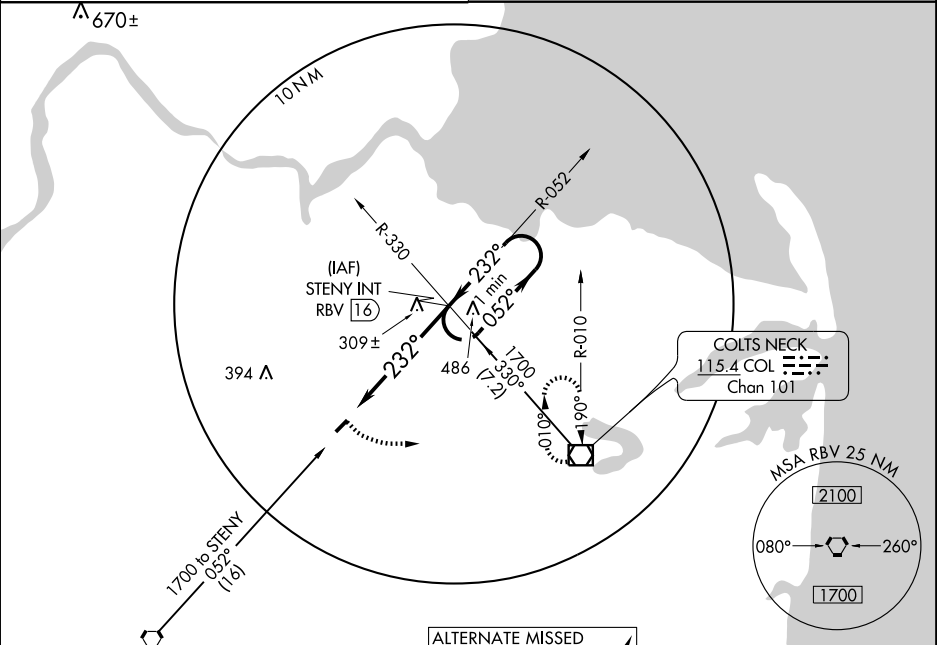 670±
10 NM
R-052
R-330
232°
(IAF)
STENY INT
RBV 16
1 min
052°
309±
R-010
COLTS NECK
115.4 COL
Chan 101
232°
486
1700
330°
(7.2)
394
010°
190°
MSA RBV 25 NM
2100
080°
260°
1700
1700 to STENY
052°
(16)
ALTERNATE MISSED